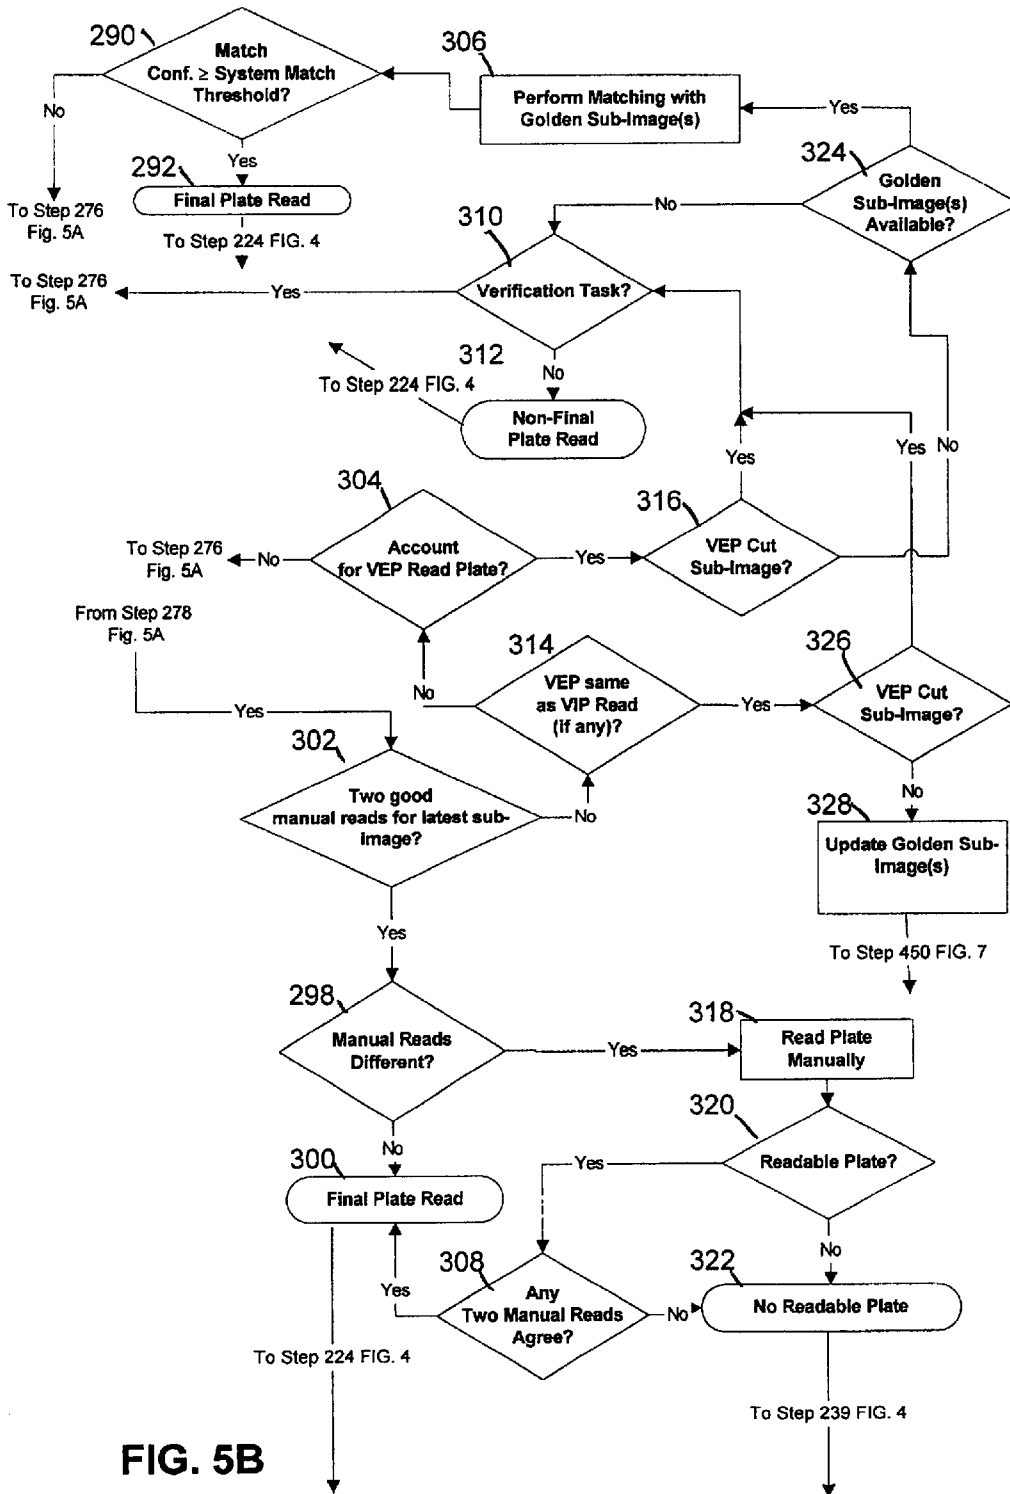 290
Match
Conf. ≥ System Match
Threshold?
306
Perform Matching with
Golden Sub-Image(s)
Yes
324
Golden
Sub-Image(s)
Available?
No
Yes
292
Final Plate Read
No
To Step 276
Fig. 5A
To Step 224 FIG. 4
310
Verification Task?
To Step 276
Fig. 5A
Yes
312
No
To Step 224 FIG. 4
Non-Final
Plate Read
Yes
Yes
No
304
Account
for VEP Read Plate?
316
VEP Cut
Sub-Image?
To Step 276
Fig. 5A
No
Yes
From Step 278
Fig. 5A
314
VEP same
as VIP Read
(if any)?
326
VEP Cut
Sub-Image?
No
Yes
Yes
302
Two good
manual reads for latest sub-
image?
No
No
328
Update Golden Sub-
Image(s)
Yes
To Step 450 FIG. 7
298
Manual Reads
Different?
318
Read Plate
Manually
Yes
320
Readable Plate?
No
Yes
300
Final Plate Read
No
308
Any
Two Manual Reads
Agree?
Yes
No
322
No Readable Plate
To Step 224 FIG. 4
To Step 239 FIG. 4
FIG. 5B